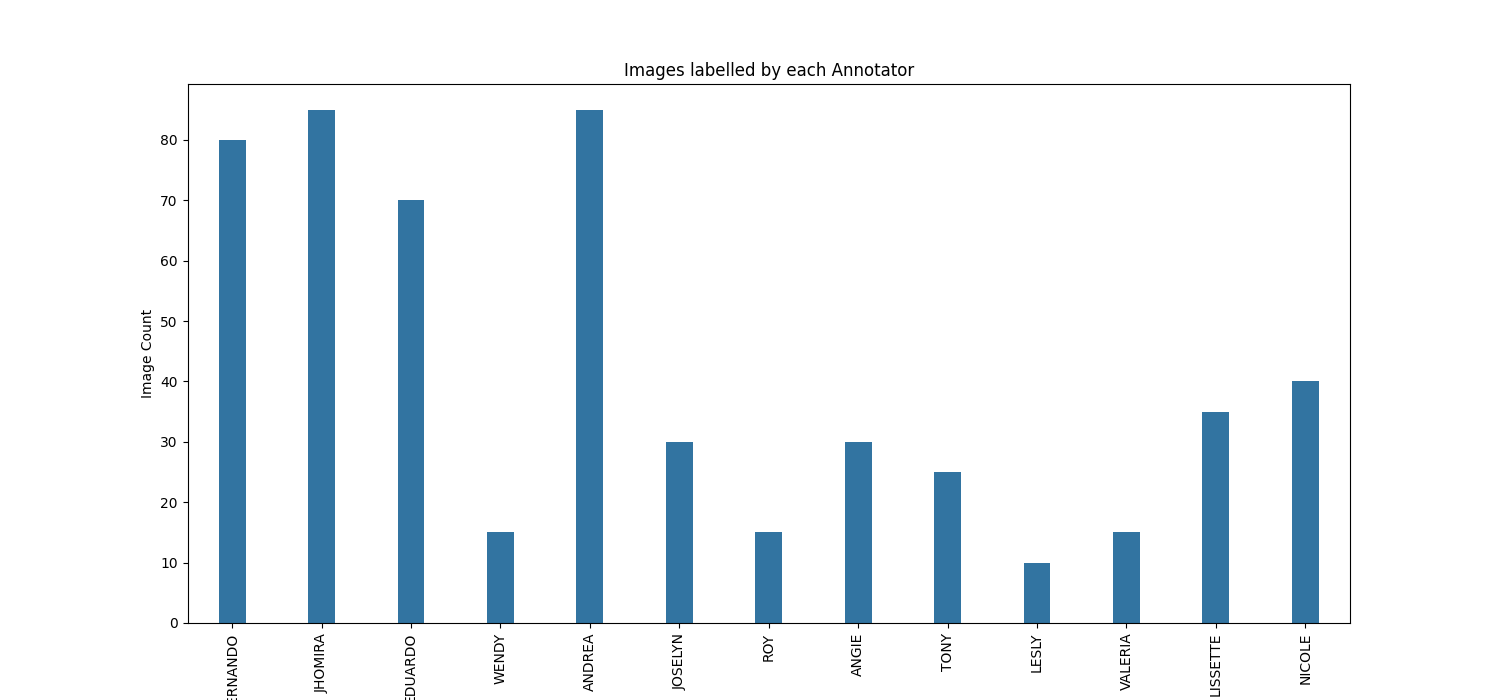 Images labelled by each Annotator
Image Count
80
70
60
50
40
30
20
10
0
ERNANDO
JHOMIRA
EDUARDO
WENDY
ANDREA
JOSELYN
ROY
ANGIE
TONY
LESLY
VALERIA
LISSETTE
NICOLE